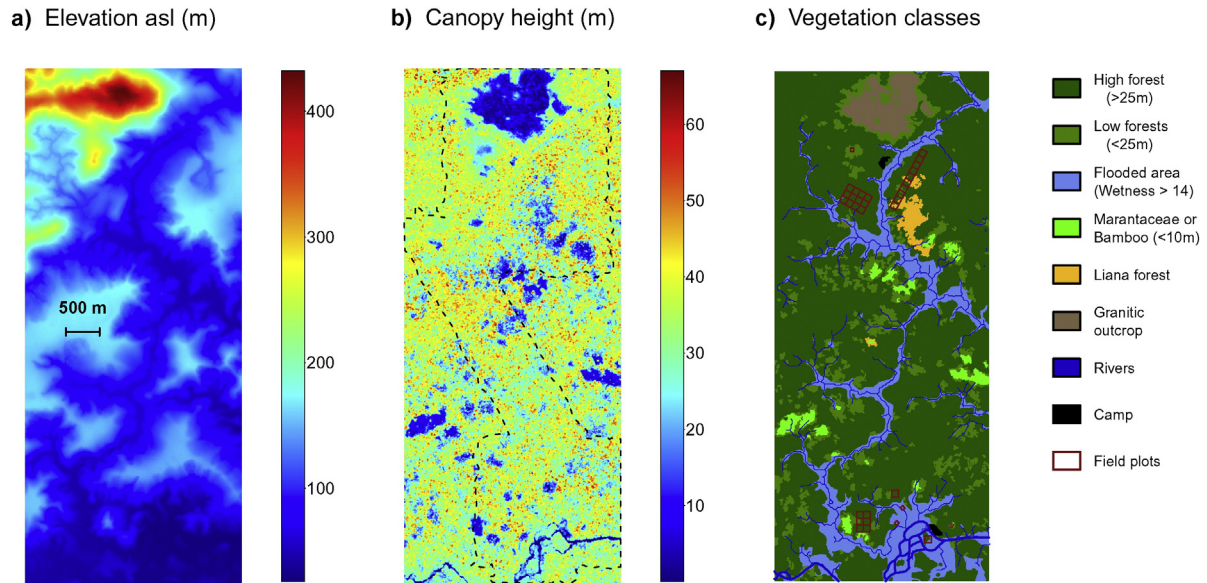 a) Elevation asl (m)
b) Canopy height (m)
c) Vegetation classes
500 m
400
300
200
100
60
50
40
30
20
10
High forest
(>25m)
Low forests
(<25m)
Flooded area
(Wetness > 14)
Marantaceae or
Bamboo (<10m)
Liana forest
Granitic
outcrop
Rivers
Camp
Field plots